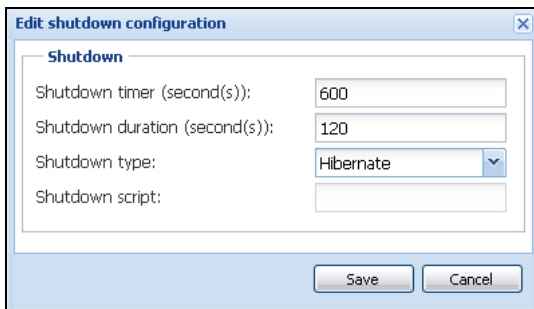 Edit shutdown configuration
Shutdown
Shutdown timer (second(s)): 600
Shutdown duration (second(s)): 120
Shutdown type: Hibernate
Shutdown script:
Save Cancel